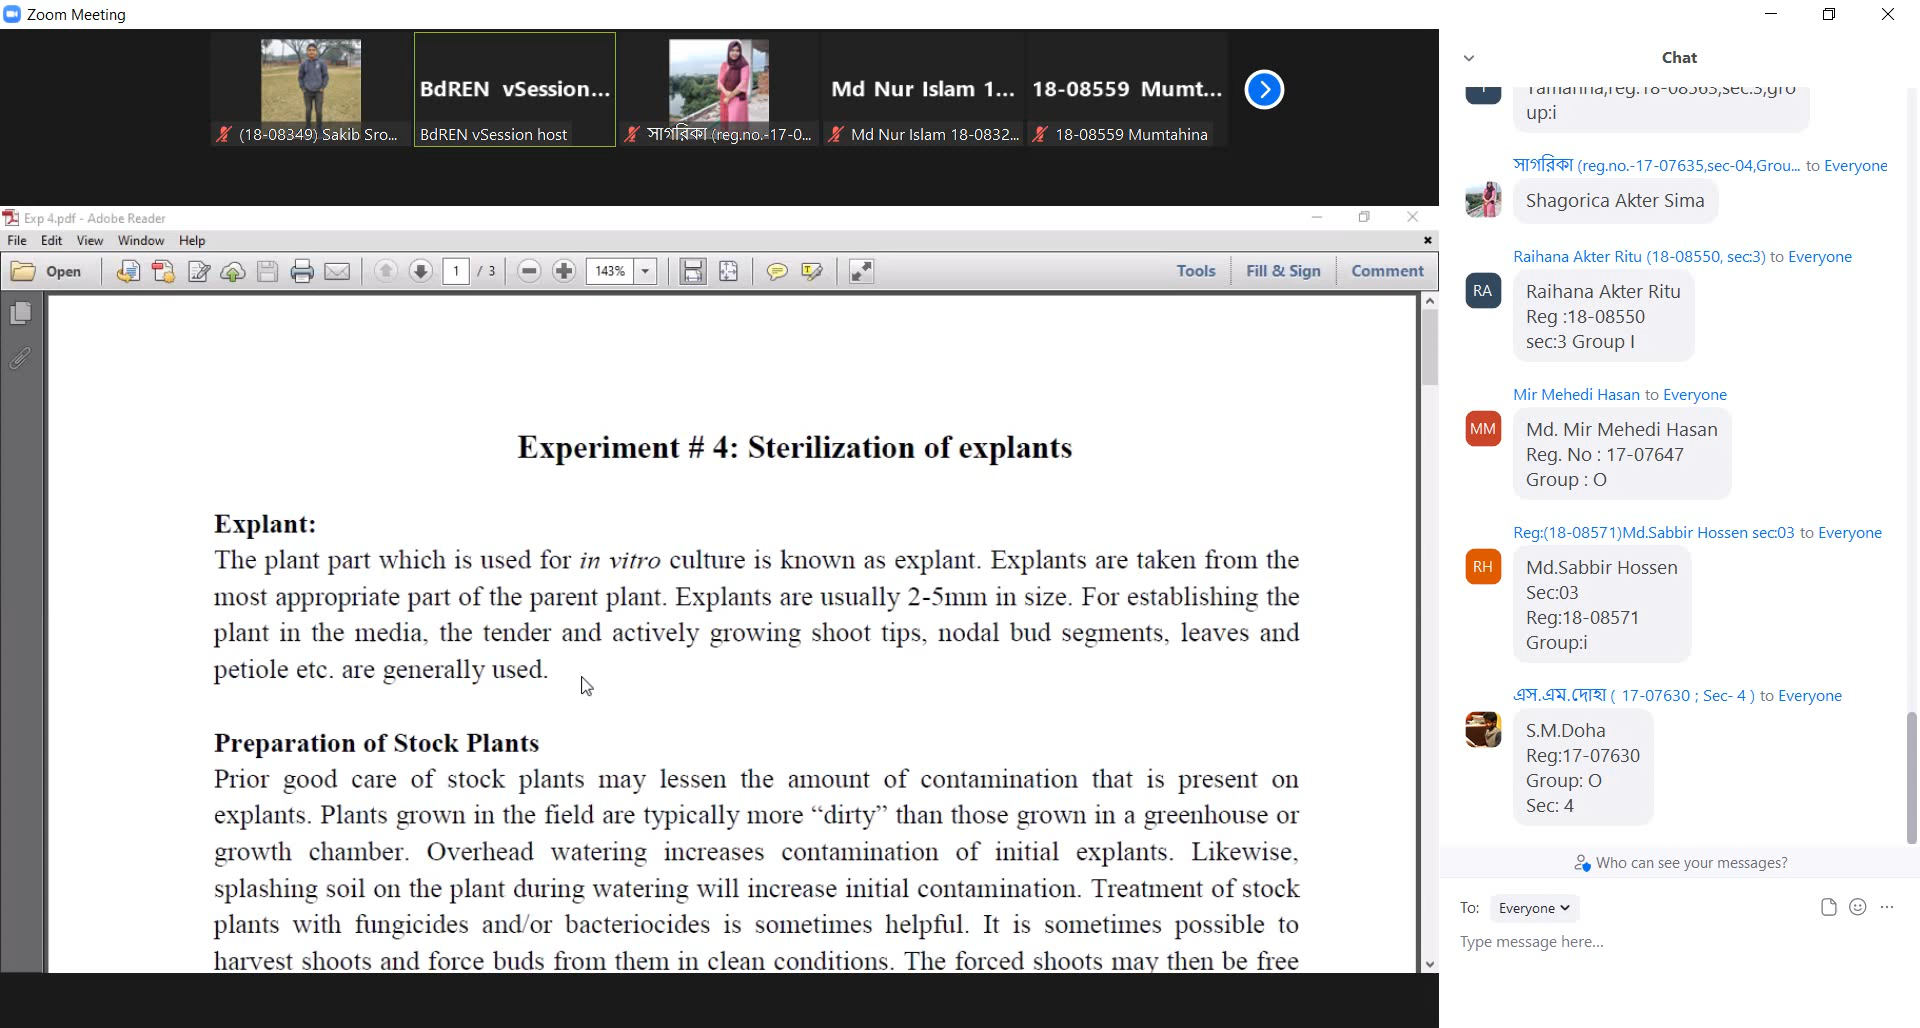 Zoom Meeting
BdREN vSession...
Md Nur Islam 1...
18-08559 Mumt...
(18-08349) Sakib Sro...
BdREN vSession host
সাগরিকা (reg.no.-17-0...
Md Nur Islam 18-0832...
18-08559 Mumtahina
Exp 4.pdf - Adobe Reader
File Edit View Window Help
Open
1 / 3
143%
Tools
Fill & Sign
Comment
Experiment # 4: Sterilization of explants
Explant:
The plant part which is used for in vitro culture is known as explant. Explants are taken from the
most appropriate part of the parent plant. Explants are usually 2-5mm in size. For establishing the
plant in the media, the tender and actively growing shoot tips, nodal bud segments, leaves and
petiole etc. are generally used.
Preparation of Stock Plants
Prior good care of stock plants may lessen the amount of contamination that is present on
explants. Plants grown in the field are typically more “dirty” than those grown in a greenhouse or
growth chamber. Overhead watering increases contamination of initial explants. Likewise,
splashing soil on the plant during watering will increase initial contamination. Treatment of stock
plants with fungicides and/or bacteriocides is sometimes helpful. It is sometimes possible to
harvest shoots and force buds from them in clean conditions. The forced shoots may then be free
Chat
up:i
সাগরিকা (reg.no.-17-07635,sec-04,Grou... to Everyone
Shagorica Akter Sima
Raihana Akter Ritu (18-08550, sec:3) to Everyone
RA
Raihana Akter Ritu
Reg :18-08550
sec:3 Group I
Mir Mehedi Hasan to Everyone
MM
Md. Mir Mehedi Hasan
Reg. No : 17-07647
Group : O
Reg:(18-08571)Md.Sabbir Hossen sec:03 to Everyone
RH
Md.Sabbir Hossen
Sec:03
Reg:18-08571
Group:i
এস.এম.দোহা ( 17-07630 ; Sec- 4 ) to Everyone
S.M.Doha
Reg:17-07630
Group: O
Sec: 4
Who can see your messages?
To: Everyone
Type message here...